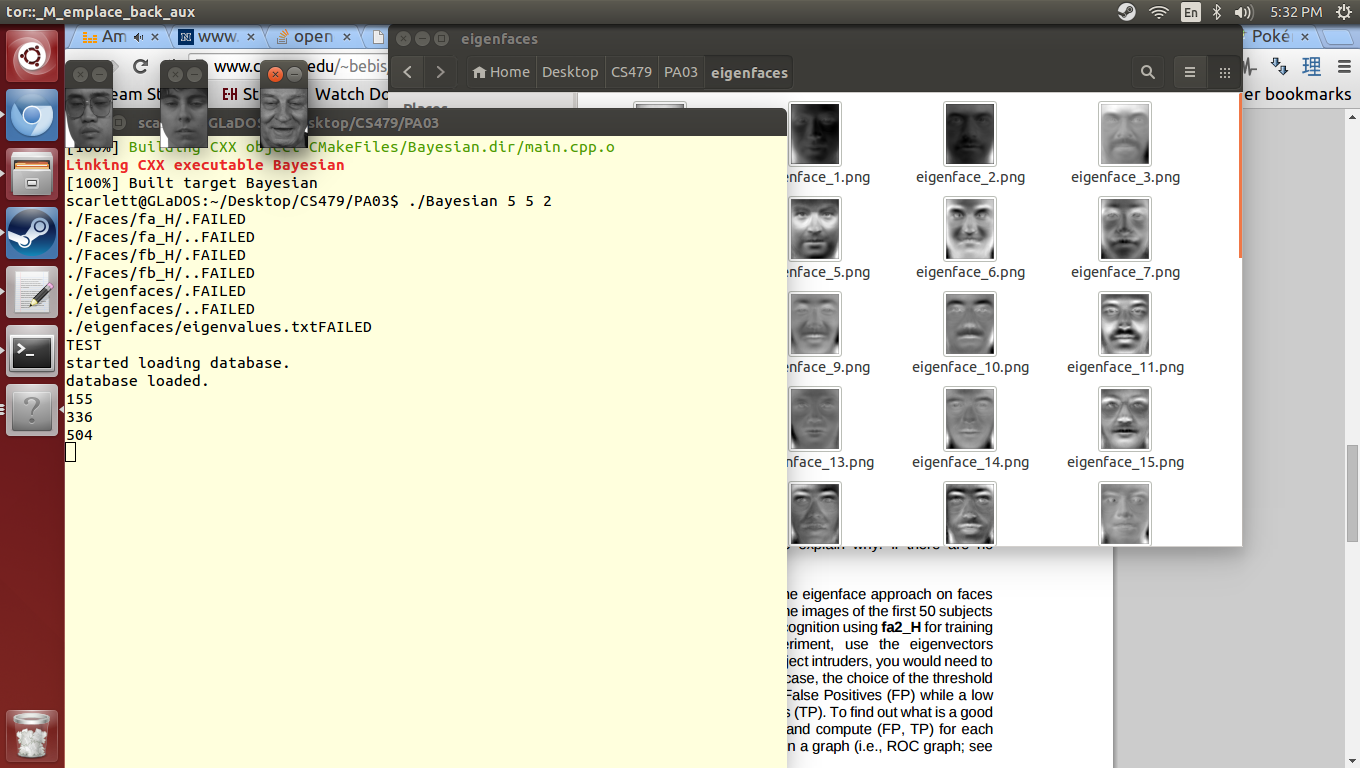 tor::_M_emplace_back_aux
En
5:32 PM
Am
www.
open
Poké
eigenfaces
www.c
.edu/~bebis
Home
Desktop
CS479
PA03
eigenfaces
理
eam St
E·H St
Watch Do
er bookmarks
Places
GLaDOS:
sktop/CS479/PA03
[100%] Building CXX object CMakeFiles/Bayesian.dir/main.cpp.o
Linking CXX executable Bayesian
[100%] Built target Bayesian
scarlett@GLaDOS:~/Desktop/CS479/PA03$ ./Bayesian 5 5 2
./Faces/fa_H/.FAILED
./Faces/fa_H/..FAILED
./Faces/fb_H/.FAILED
./Faces/fb_H/..FAILED
./eigenfaces/.FAILED
./eigenfaces/..FAILED
./eigenfaces/eigenvalues.txtFAILED
TEST
started loading database.
database loaded.
155
336
504
enface_1.png
eigenface_2.png
eigenface_3.png
enface_5.png
eigenface_6.png
eigenface_7.png
enface_9.png
eigenface_10.png
eigenface_11.png
nface_13.png
eigenface_14.png
eigenface_15.png
explain why. If there are no
he eigenface approach on faces
he images of the first 50 subjects
ognition using fa2_H for training
eriment, use the eigenvectors
ject intruders, you would need to
case, the choice of the threshold
False Positives (FP) while a low
s (TP). To find out what is a good
and compute (FP, TP) for each
n a graph (i.e., ROC graph; see